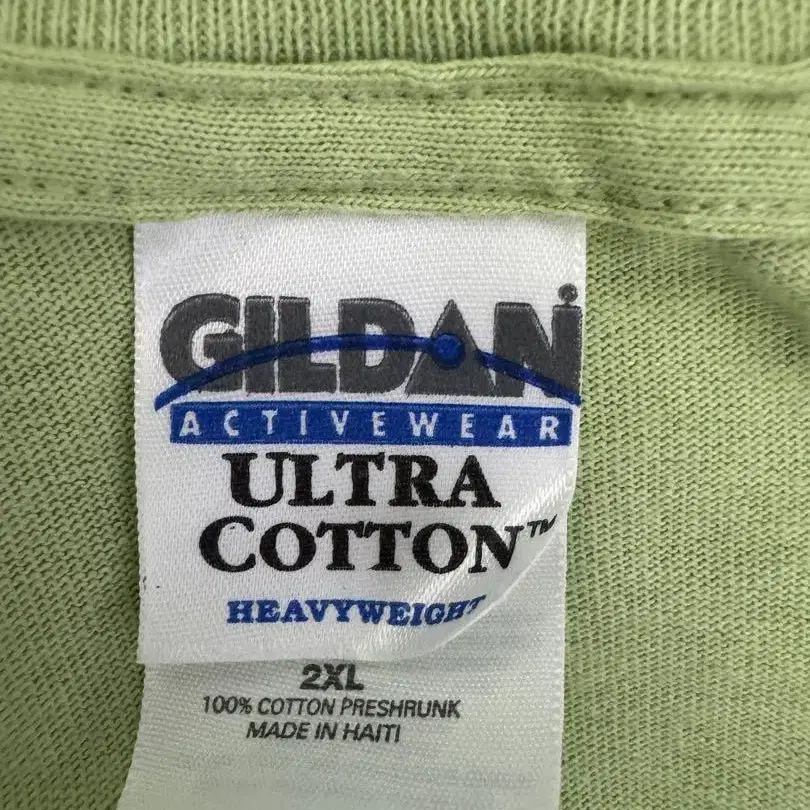 GILDAN®
ACTIVEWEAR
ULTRA
COTTON™
HEAVYWEIGHT
2XL
100% COTTON PRESHRUNK
MADE IN HAITI